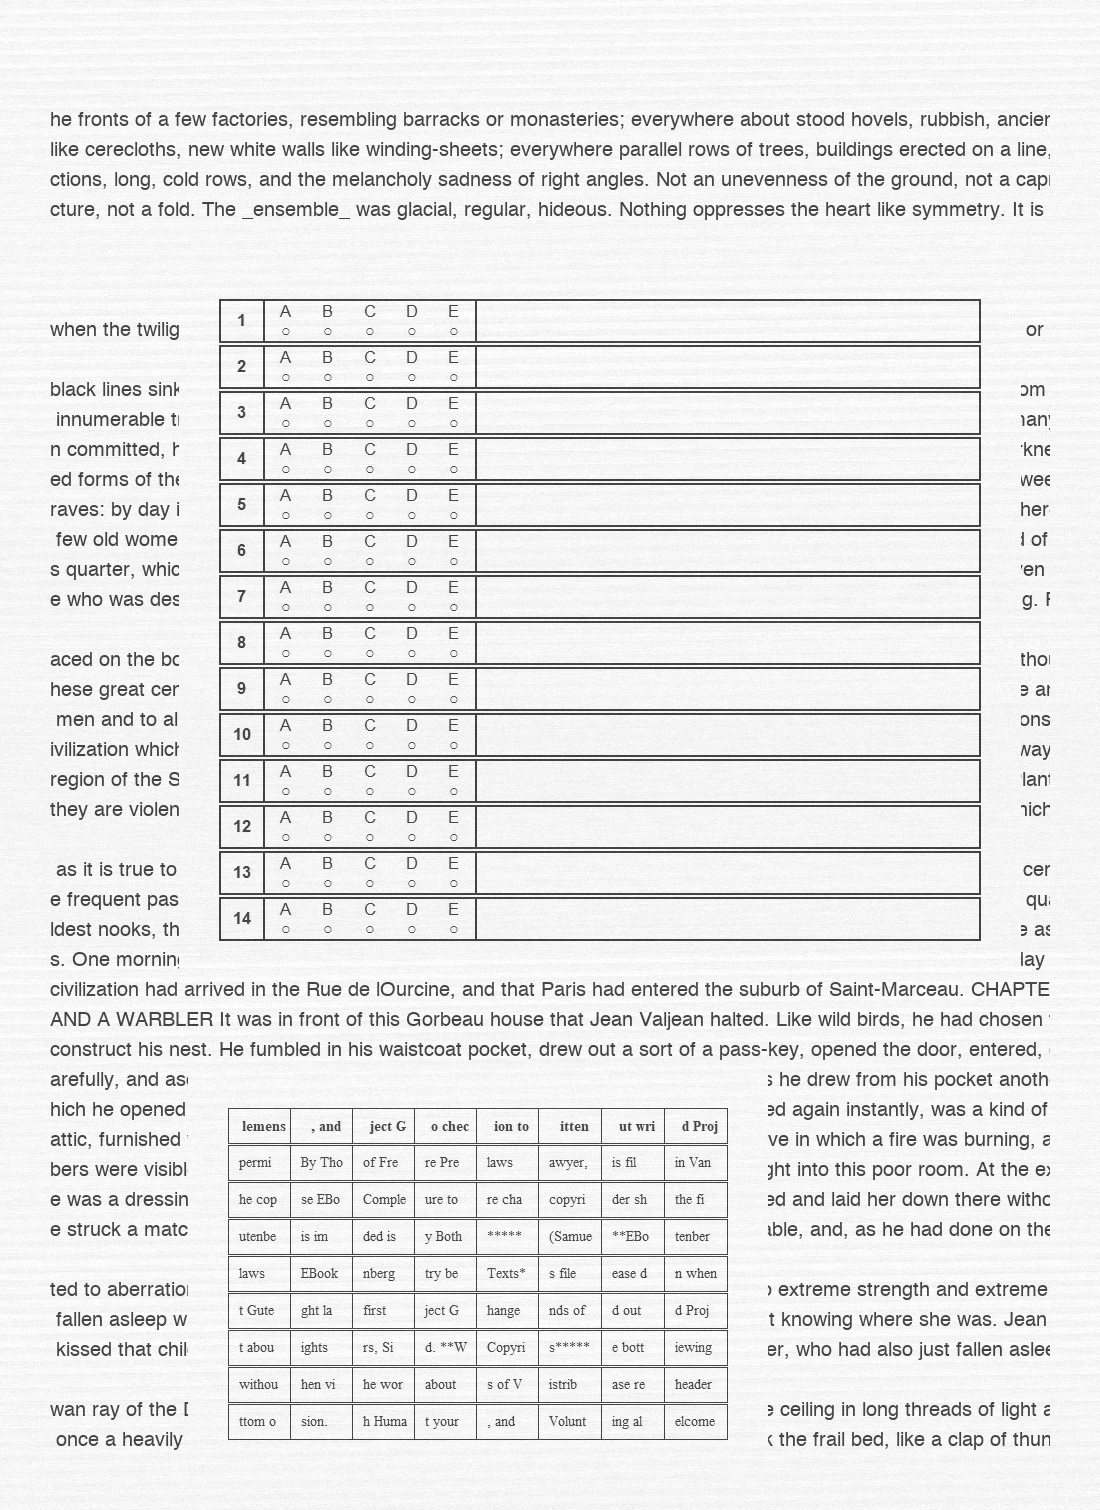 he fronts of a few factories, resembling barracks or monasteries; everywhere about stood hovels, rubbish,
like cerecloths, new white walls like winding-sheets; everywhere parallel rows of trees, buildings erected on a line,
ctions, long, cold rows, and the melancholy sadness of right angles. Not an unevenness of the ground, not a
cture, not a fold. The _ensemble_ was glacial, regular, hideous. Nothing oppresses the heart like symmetry. It is
when the twilig or
black lines sink om
innumerable
n committed,
ed forms of the wee
raves: by day
few old wome of
s quarter, whic en
e who was des g.
aced on the
hese great cer
men and to al ons
ivilization which way
region of the S
they are violen
as it is true to cer
e frequent pas
ldest nooks, th as
s. One morning lay
civilization had arrived in the Rue de lOurcine, and that Paris had entered the suburb of Saint-Marceau. CHAPTE
AND A WARBLER It was in front of this Gorbeau house that Jean Valjean halted. Like wild birds, he had chosen
construct his nest. He fumbled in his waistcoat pocket, drew out a sort of a pass-key, opened the door, entered,
arefully, and s he drew from his pocket
hich he opened ed again instantly, was a kind of
attic, furnished ve in which a fire was burning,
bers were visible ght into this poor room. At the
e was a dressin ed and laid her down there
e struck a matc able, and, as he had done on the
ted to aberration extreme strength and extreme
fallen asleep w t knowing where she was. Jean
kissed that chil er, who had also just fallen
wan ray of the e ceiling in long threads of light
once a heavily the frail bed, like a clap of
1 A B C D E
2 A B C D E
3 A B C D E
4 A B C D E
5 A B C D E
6 A B C D E
7 A B C D E
8 A B C D E
9 A B C D E
10 A B C D E
11 A B C D E
12 A B C D E
13 A B C D E
14 A B C D E
lemens , and ject G o chec ion to itten ut wri d Proj
permi By Tho of Fre re Pre laws awyer, is fil in Van
he cop se EBo Comple ure to re cha copyri der sh the fi
utenbe is im ded is y Both ***** (Samue **EBo tenber
laws EBook nberg try be Texts* s file ease d n when
t Gute ght la first ject G hange nds of d out d Proj
t abou ights rs, Si d. **W Copyri s***** e bott iewing
withou hen vi he wor about s of V istrib ase re header
ttom o sion. h Huma t your , and Volunt ing al elcome